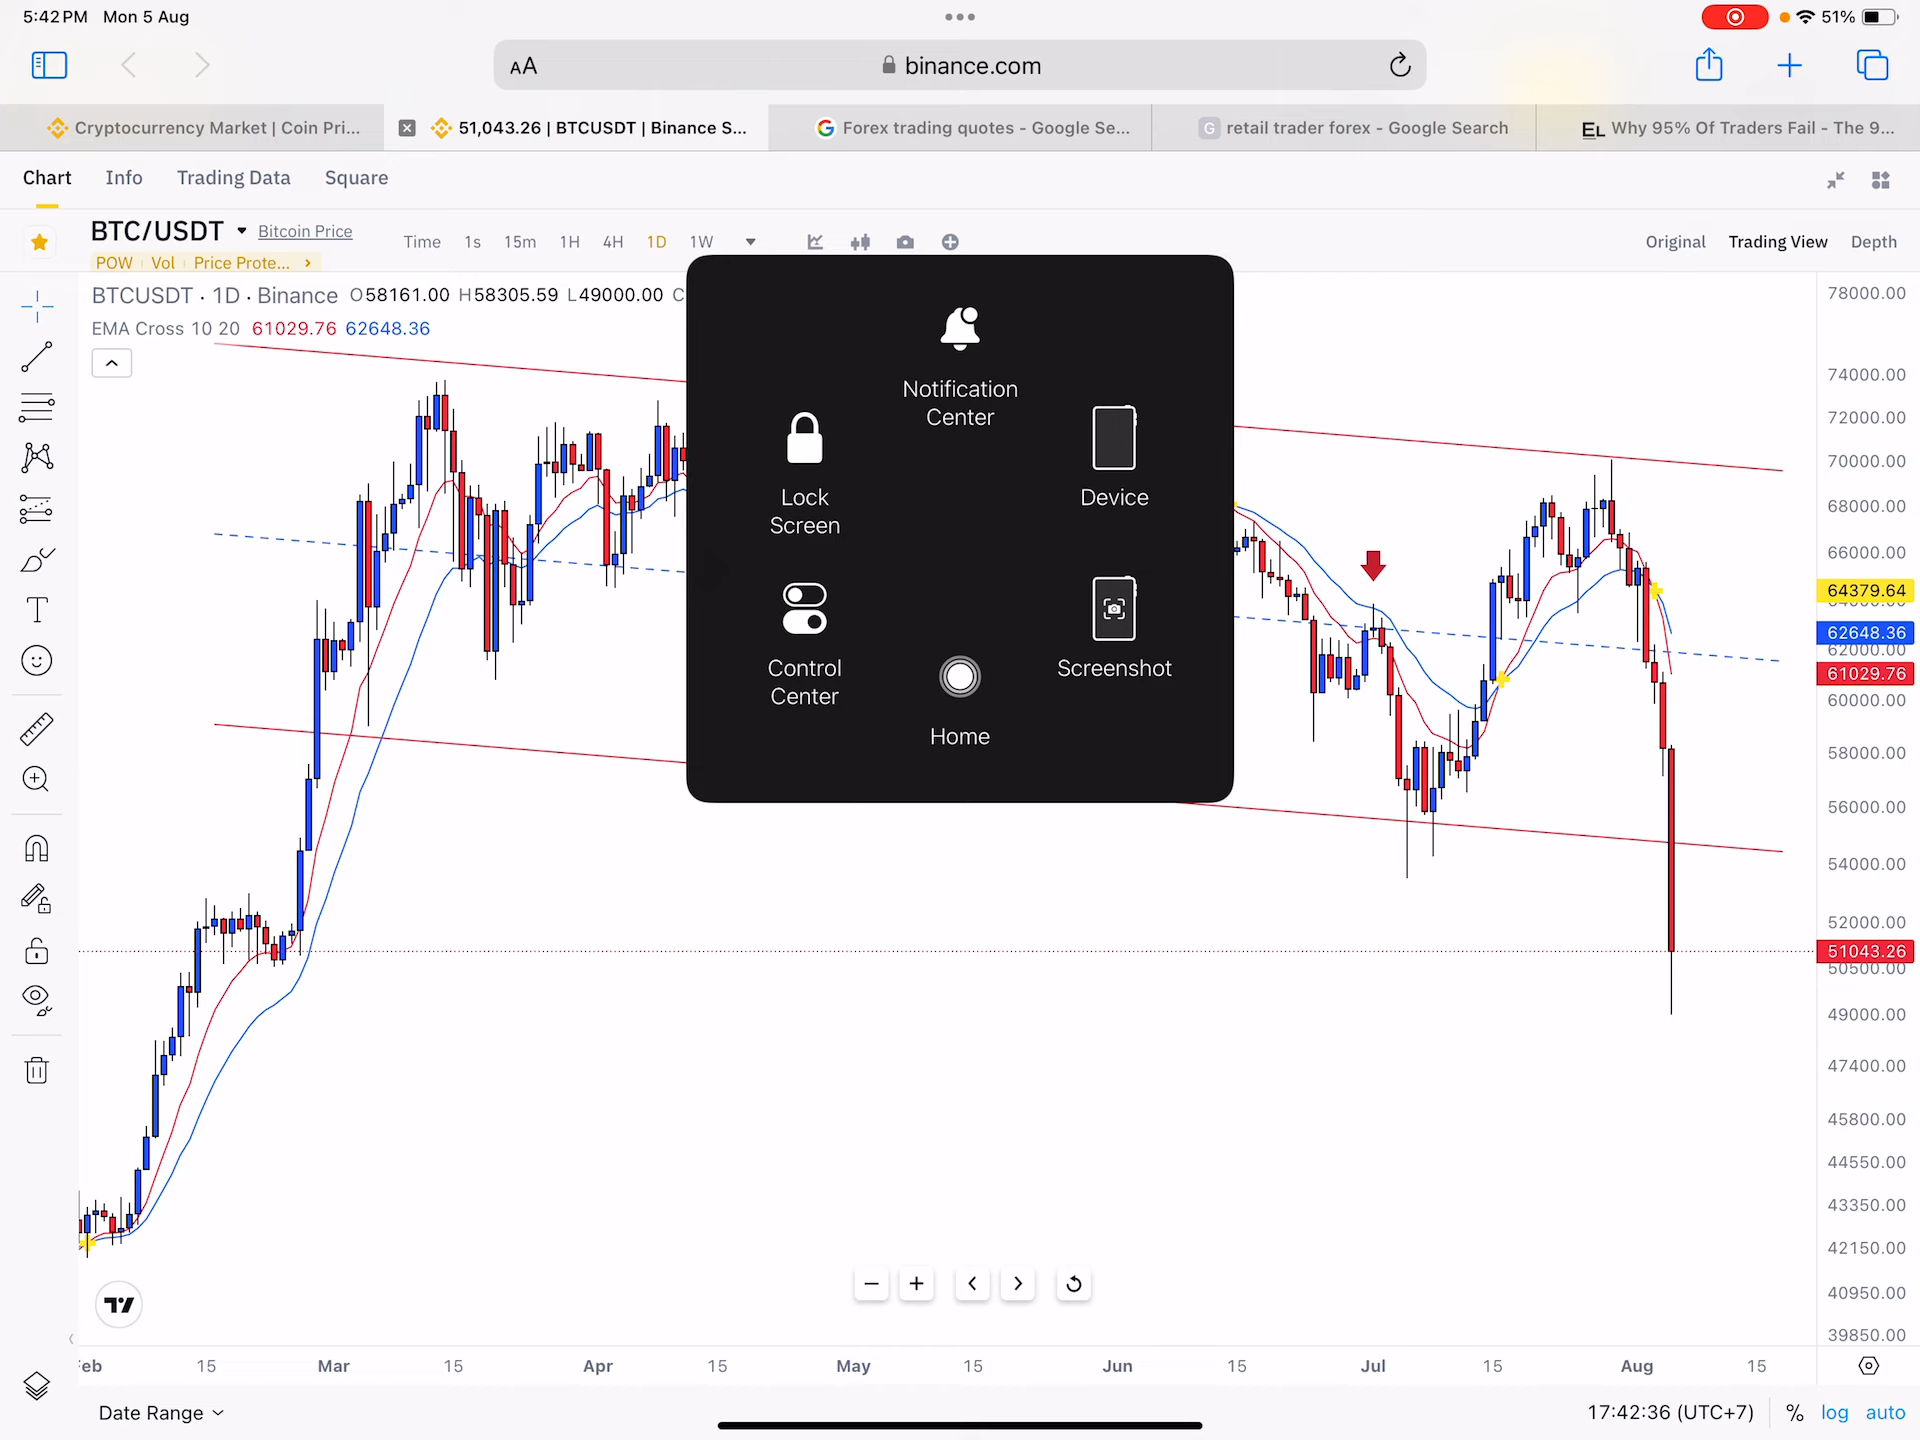 5:42 PM Mon 5 Aug
51%
AA
binance.com
Cryptocurrency Market | Coin Pri...
51,043.26 | BTCUSDT | Binance S...
Forex trading quotes - Google Se...
G retail trader forex - Google Search
EL Why 95% Of Traders Fail - The 9...
Chart Info Trading Data Square
BTC/USDT Bitcoin Price
Time 1s 15m 1H 4H 1D 1W
Original Trading View Depth
POW Vol Price Prote...
BTCUSDT · 1D · Binance O58161.00 H58305.59 L49000.00 C
EMA Cross 10 20 61029.76 62648.36
Notification
Center
Lock
Screen
Device
Control
Center
Screenshot
Home
78000.00
74000.00
72000.00
70000.00
68000.00
66000.00
64379.64
62648.36
62000.00
61029.76
60000.00
58000.00
56000.00
54000.00
52000.00
51043.26
50500.00
49000.00
47400.00
45800.00
44550.00
43350.00
42150.00
40950.00
39850.00
eb 15 Mar 15 Apr 15 May 15 Jun 15 Jul 15 Aug 15
Date Range
17:42:36 (UTC+7) % log auto